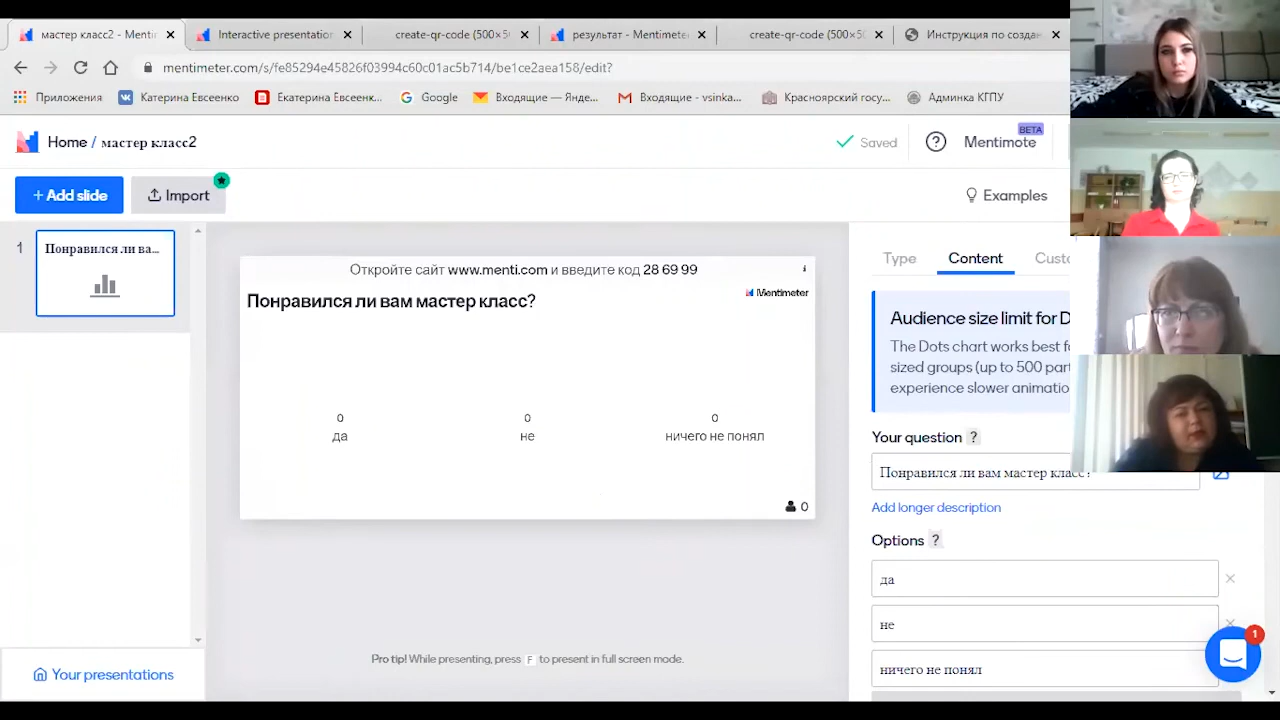 мастер класс2 - Menti
Interactive presentation
create-qr-code (500×5
результат - Mentimete
create-qr-code (500×50
Инструкция по создан
mentimeter.com/s/fe85294e45826f03994c60c01ac5b714/be1ce2aea158/edit?
Приложения
Катерина Евсеенко
Екатерина Евсеенк...
Google
Входящие — Янде...
Входящие - vsinka...
Красноярский госу...
Админка КГПУ
Home / мастер класс2
Saved
?
Mentimote
BETA
+ Add slide
Import
Examples
1
Понравился ли ва...
Откройте сайт www.menti.com и введите код 28 69 99
Понравился ли вам мастер класс?
Mentimeter
0
да
0
не
0
ничего не понял
0
Pro tip! While presenting, press F to present in full screen mode.
Your presentations
Type
Content
Custo
Audience size limit for D
The Dots chart works best fo
sized groups (up to 500 part
experience slower animatio
Your question ?
Понравился ли вам мастер класс?
Add longer description
Options ?
да
не
ничего не понял
1